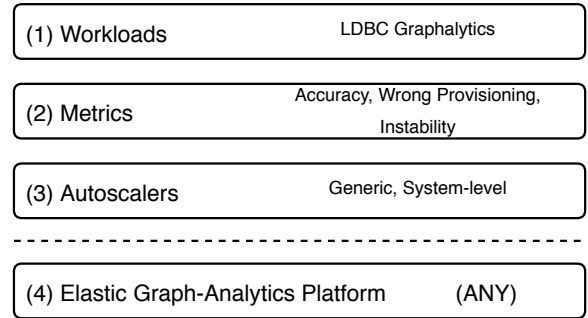 (1) Workloads LDBC Graphalytics
(2) Metrics Accuracy, Wrong Provisioning,
Instability
(3) Autoscalers Generic, System-level
(4) Elastic Graph-Analytics Platform (ANY)